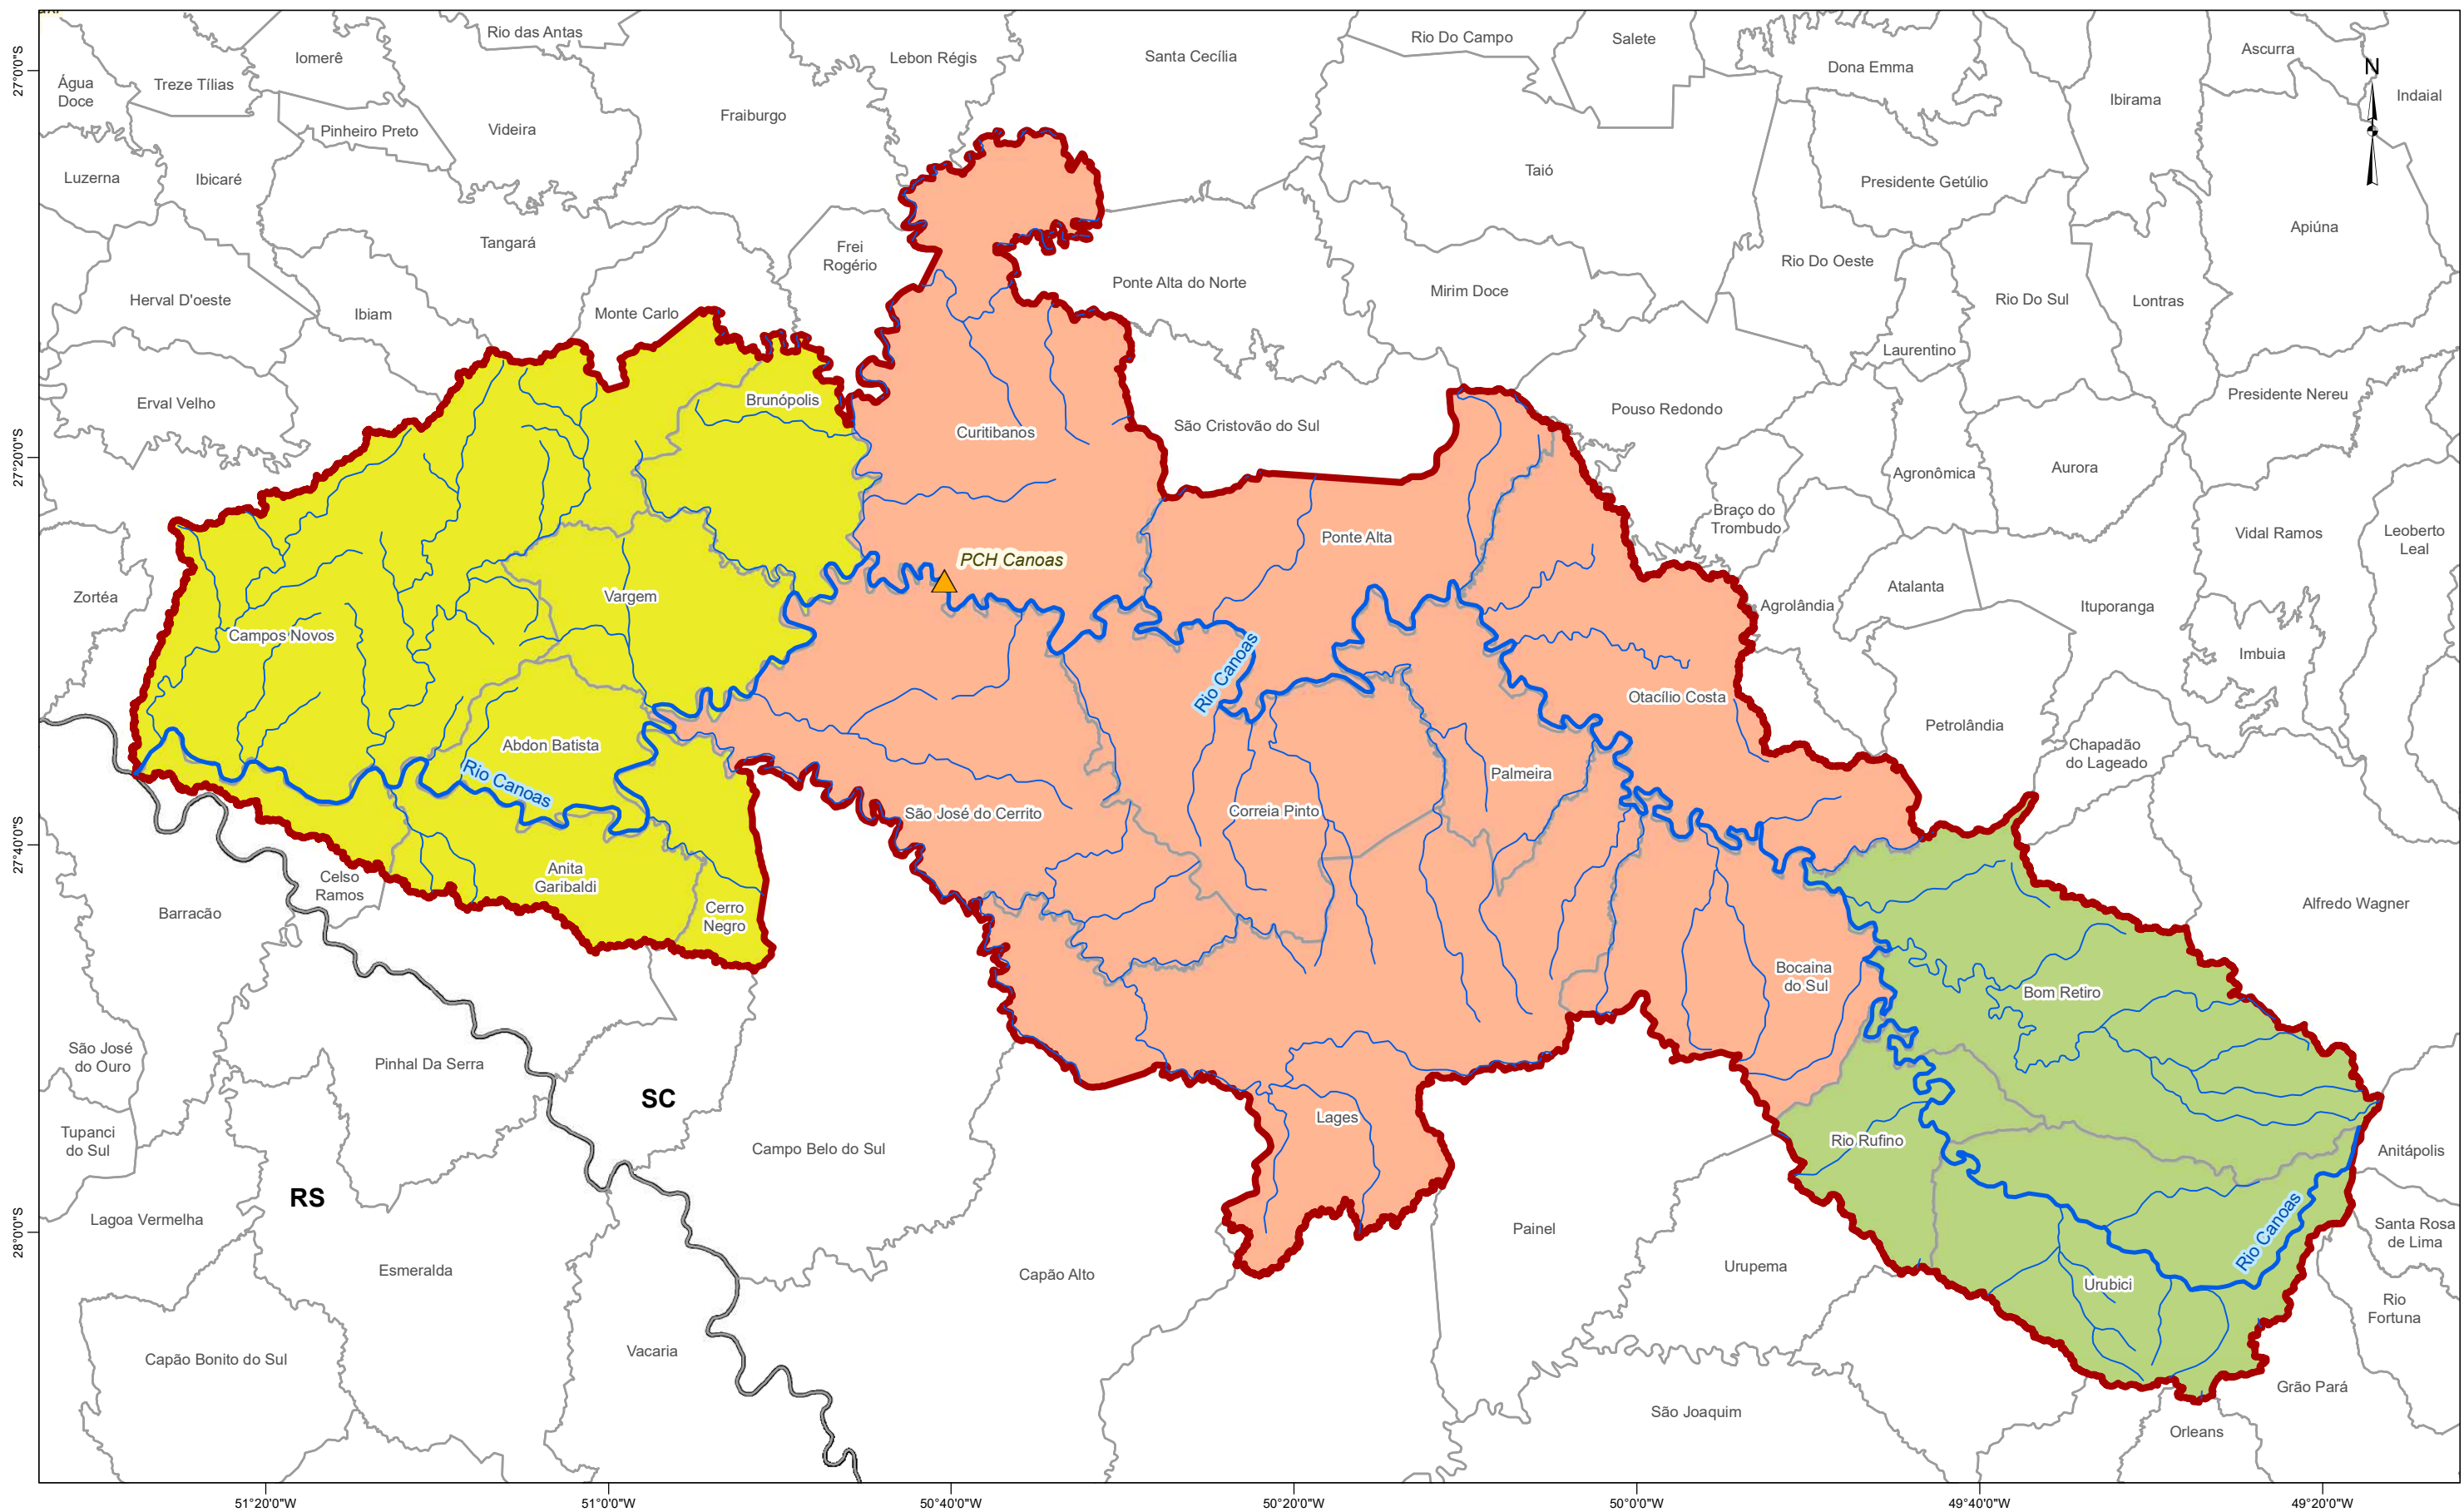 Rio das Antas
Iomerê
Lebon Régis
Santa Cecília
Rio Do Campo
Salete
Ascurra
Água
Doce
Treze Tílias
Dona Emma
N
Indaial
Ibirama
Pinheiro Preto
Videira
Fraiburgo
Luzerna
Ibicaré
Taió
Presidente Getúlio
Apiúna
Tangará
Frei
Rogério
Ponte Alta do Norte
Mirim Doce
Rio Do Oeste
Rio Do Sul
Lontras
Herval D'oeste
Ibiam
Monte Carlo
Laurentino
Erval Velho
Brunópolis
Curitibanos
São Cristovão do Sul
Pouso Redondo
Presidente Nereu
Agronômica
Aurora
Braço do
Trombudo
Vidal Ramos
Leoberto
Leal
Ponte Alta
PCH Canoas
Zortéa
Vargem
Agrolândia
Atalanta
Ituporanga
Campos Novos
Imbuia
Rio Canoas
Otacílio Costa
Petrolândia
Chapadão
do Lageado
Abdon Batista
Rio Canoas
Palmeira
São José do Cerrito
Correia Pinto
Anita
Garibaldi
Celso
Ramos
Cerro
Negro
Barracão
Alfredo Wagner
Bocaina
do Sul
Bom Retiro
São José
do Ouro
Pinhal Da Serra
SC
Lages
Tupanci
do Sul
Campo Belo do Sul
Rio Rufino
Anitápolis
RS
Lagoa Vermelha
Painel
Rio Canoas
Santa Rosa
de Lima
Esmeralda
Capão Alto
Urupema
Urubici
Rio
Fortuna
Capão Bonito do Sul
Vacaria
Grão Pará
São Joaquim
Orleans
27°0'0"S
27°20'0"S
27°40'0"S
28°0'0"S
51°20'0"W
51°0'0"W
50°40'0"W
50°20'0"W
50°0'0"W
49°40'0"W
49°20'0"W